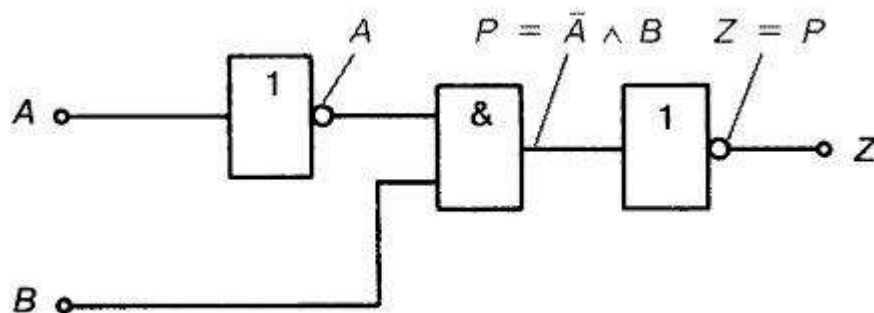 A P = Ā ∧ B Z = P
1
A
&
1
Z
B